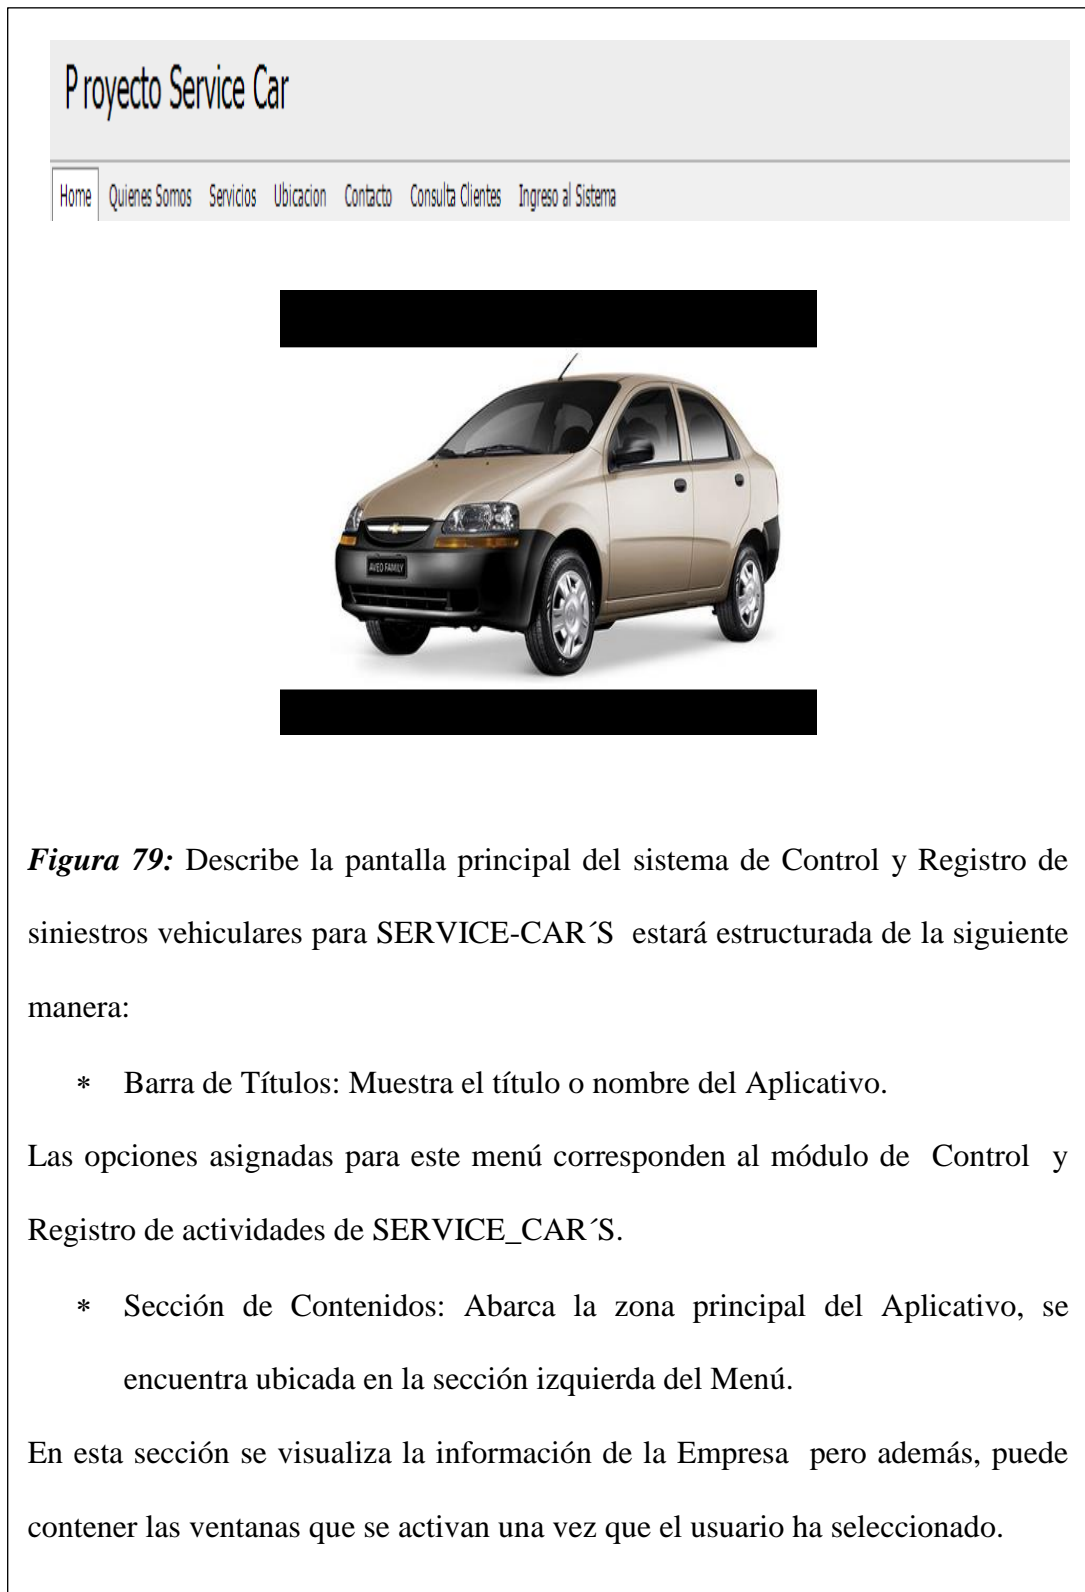 Proyecto Service Car
Home Quienes Somos Servicios Ubicacion Contacto Consulta Clientes Ingreso al Sistema
AVEO FAMILY
Figura 79: Describe la pantalla principal del sistema de Control y Registro de
siniestros vehiculares para SERVICE-CAR´S estará estructurada de la siguiente
manera:
* Barra de Títulos: Muestra el título o nombre del Aplicativo.
Las opciones asignadas para este menú corresponden al módulo de Control y
Registro de actividades de SERVICE_CAR´S.
* Sección de Contenidos: Abarca la zona principal del Aplicativo, se
encuentra ubicada en la sección izquierda del Menú.
En esta sección se visualiza la información de la Empresa pero además, puede
contener las ventanas que se activan una vez que el usuario ha seleccionado.